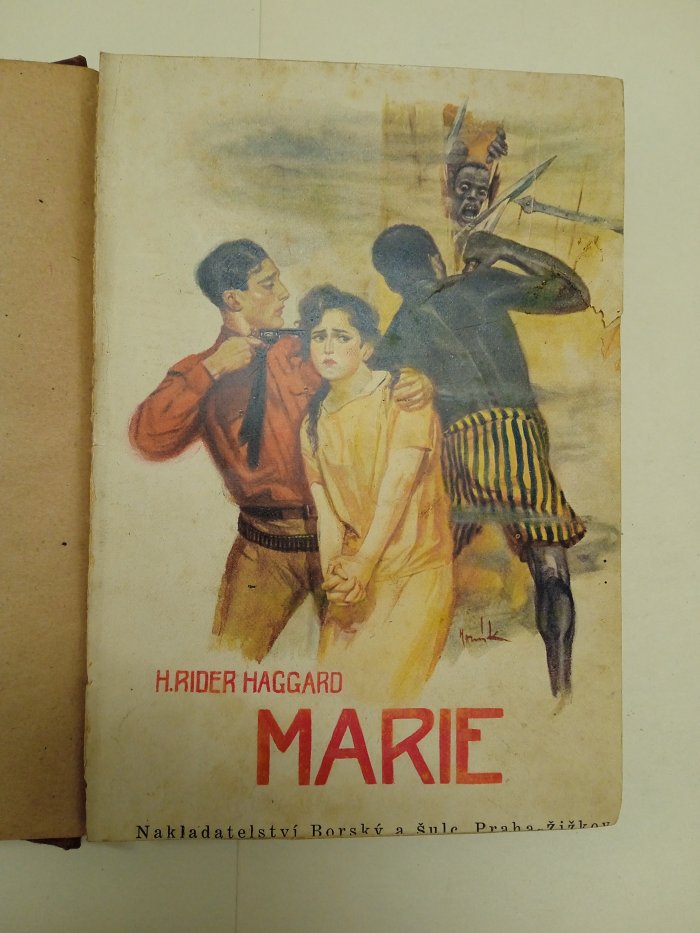 H. RIDER HAGGARD
MARIE
Nakladatelství Borský a Šulc, Praha-Žižkov